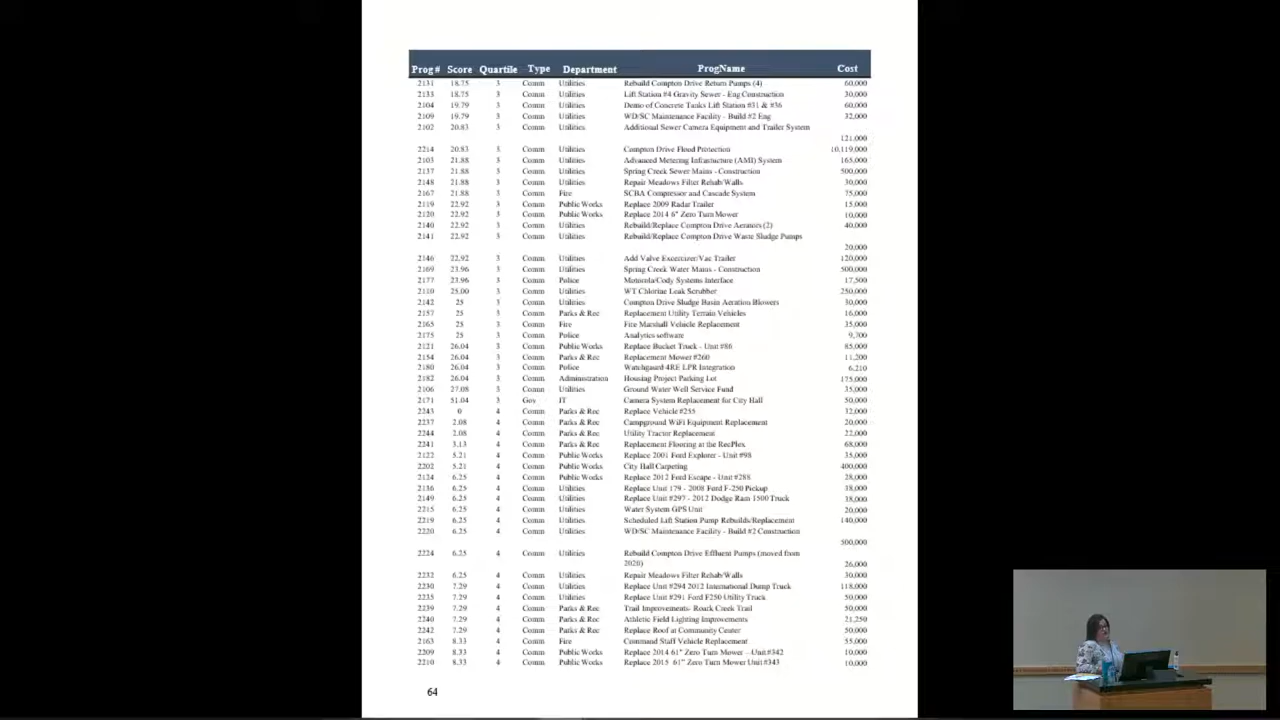 Prog # Score Quartile Type Department ProgName Cost
2131 18.75 3 Comm Utilities Rebuild Compton Drive Return Pumps (4) 60,000
2133 18.75 3 Comm Utilities Lift Station #4 Gravity Sewer - Eng Construction 30,000
2104 19.79 3 Comm Utilities Demo of Concrete Tanks Lift Station #31 & #36 60,000
2109 19.79 3 Comm Utilities WD/SC Maintenance Facility - Build #2 Eng 32,000
2102 20.83 3 Comm Utilities Additional Sewer Camera Equipment and Trailer System
121,000
2214 20.83 3 Comm Utilities Compton Drive Flood Protection 10,119,000
2103 21.88 3 Comm Utilities Advanced Metering Infrastucture (AMI) System 165,000
2137 21.88 3 Comm Utilities Spring Creek Sewer Mains - Construction 500,000
2148 21.88 3 Comm Utilities Repair Meadows Filter Rehab/Walls 30,000
2167 21.88 3 Comm Fire SCBA Compressor and Cascade System 75,000
2119 22.92 3 Comm Public Works Replace 2009 Radar Trailer 15,000
2120 22.92 3 Comm Public Works Replace 2014 6" Zero Turn Mower 10,000
2140 22.92 3 Comm Utilities Rebuild/Replace Compton Drive Aerators (2) 40,000
2141 22.92 3 Comm Utilities Rebuild/Replace Compton Drive Waste Sludge Pumps
20,000
2146 22.92 3 Comm Utilities Add Valve Excersizer/Vac Trailer 120,000
2169 23.96 3 Comm Utilities Spring Creek Water Mains - Construction 500,000
2177 23.96 3 Comm Police Motorola/Cody Systems Interface 17,500
2110 25.00 3 Comm Utilities WT Chlorine Leak Scrubber 250,000
2142 25 3 Comm Utilities Compton Drive Sludge Basin Aeration Blowers 30,000
2157 25 3 Comm Parks & Rec Replacement Utility Terrain Vehicles 16,000
2165 25 3 Comm Fire Fire Marshall Vehicle Replacement 35,000
2175 25 3 Comm Police Analytics software 9,700
2121 26.04 3 Comm Public Works Replace Bucket Truck - Unit #86 85,000
2154 26.04 3 Comm Parks & Rec Replacement Mower #260 11,200
2180 26.04 3 Comm Police Watchguard 4RE LPR Integration 6,210
2182 26.04 3 Comm Administration Housing Project Parking Lot 175,000
2106 27.08 3 Comm Utilities Ground Water Well Service Fund 35,000
2171 51.04 3 Gov IT Camera System Replacement for City Hall 50,000
2243 0 4 Comm Parks & Rec Replace Vehicle #255 32,000
2237 2.08 4 Comm Parks & Rec Campground WiFi Equipment Replacement 20,000
2244 2.08 4 Comm Parks & Rec Utility Tractor Replacement 22,000
2241 3.13 4 Comm Parks & Rec Replacement Flooring at the RecPlex 68,000
2122 5.21 4 Comm Public Works Replace 2001 Ford Explorer - Unit #98 35,000
2202 5.21 4 Comm Public Works City Hall Carpeting 400,000
2124 6.25 4 Comm Public Works Replace 2012 Ford Escape - Unit #288 28,000
2136 6.25 4 Comm Utilities Replace Unit 179 - 2008 Ford F-250 Pickup 38,000
2149 6.25 4 Comm Utilities Replace Unit #297 - 2012 Dodge Ram 1500 Truck 38,000
2215 6.25 4 Comm Utilities Water System GPS Unit 20,000
2219 6.25 4 Comm Utilities Scheduled Lift Station Pump Rebuilds/Replacement 140,000
2220 6.25 4 Comm Utilities WD/SC Maintenance Facility - Build #2 Construction
500,000
2224 6.25 4 Comm Utilities Rebuild Compton Drive Effluent Pumps (moved from
2020) 26,000
2232 6.25 4 Comm Utilities Repair Meadows Filter Rehab/Walls 30,000
2230 7.29 4 Comm Utilities Replace Unit #294 2012 International Dump Truck 118,000
2235 7.29 4 Comm Utilities Replace Unit #291 Ford F250 Utility Truck 50,000
2239 7.29 4 Comm Parks & Rec Trail Improvements- Roack Creek Trail 50,000
2240 7.29 4 Comm Parks & Rec Athletic Field Lighting Improvements 21,250
2242 7.29 4 Comm Parks & Rec Replace Roof at Community Center 50,000
2163 8.33 4 Comm Fire Command Staff Vehicle Replacement 55,000
2209 8.33 4 Comm Public Works Replace 2014 61" Zero Turn Mower - Unit #342 10,000
2210 8.33 4 Comm Public Works Replace 2015 61" Zero Turn Mower Unit #343 10,000
64